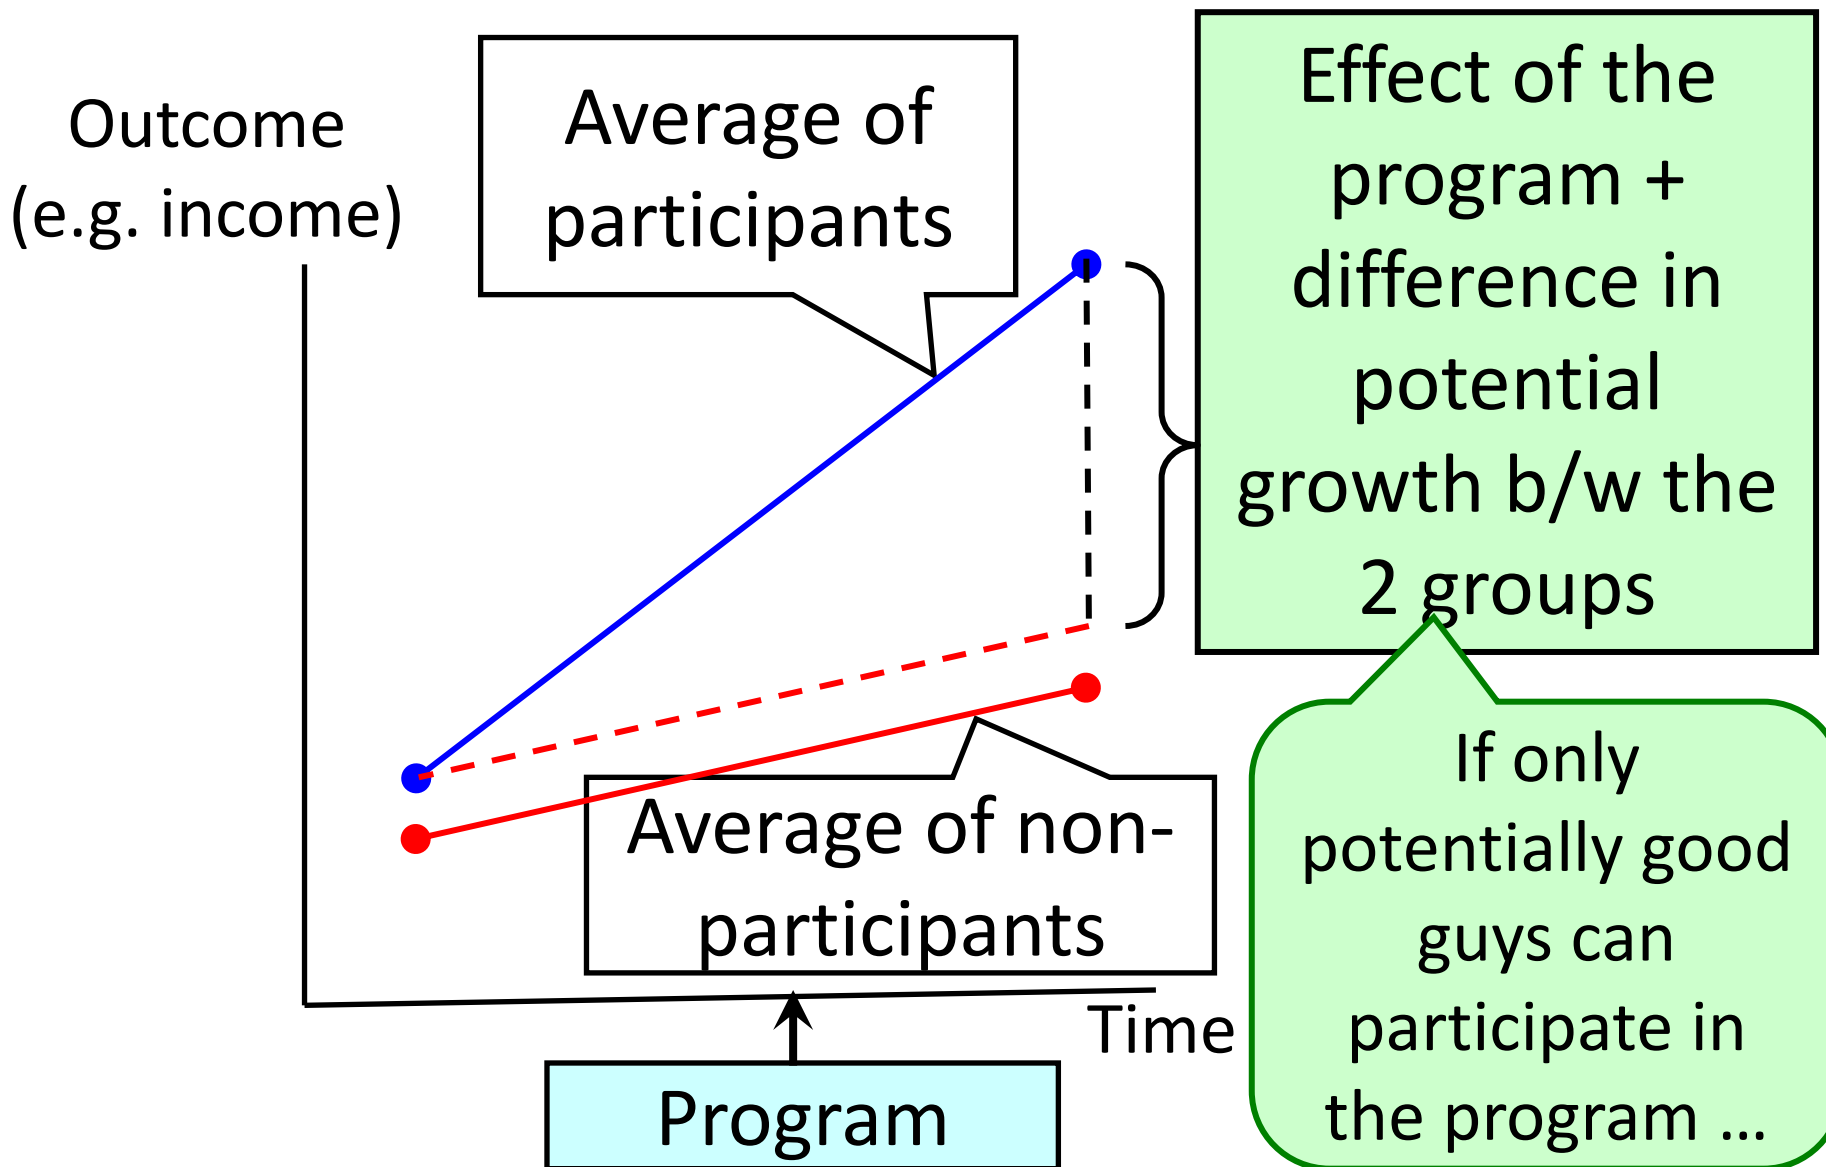 Outcome
(e.g. income)
Average of
participants
Effect of the
program +
difference in
potential
growth b/w the
2 groups
Average of non-
participants
If only
potentially good
guys can
participate in
the program ...
Time
Program